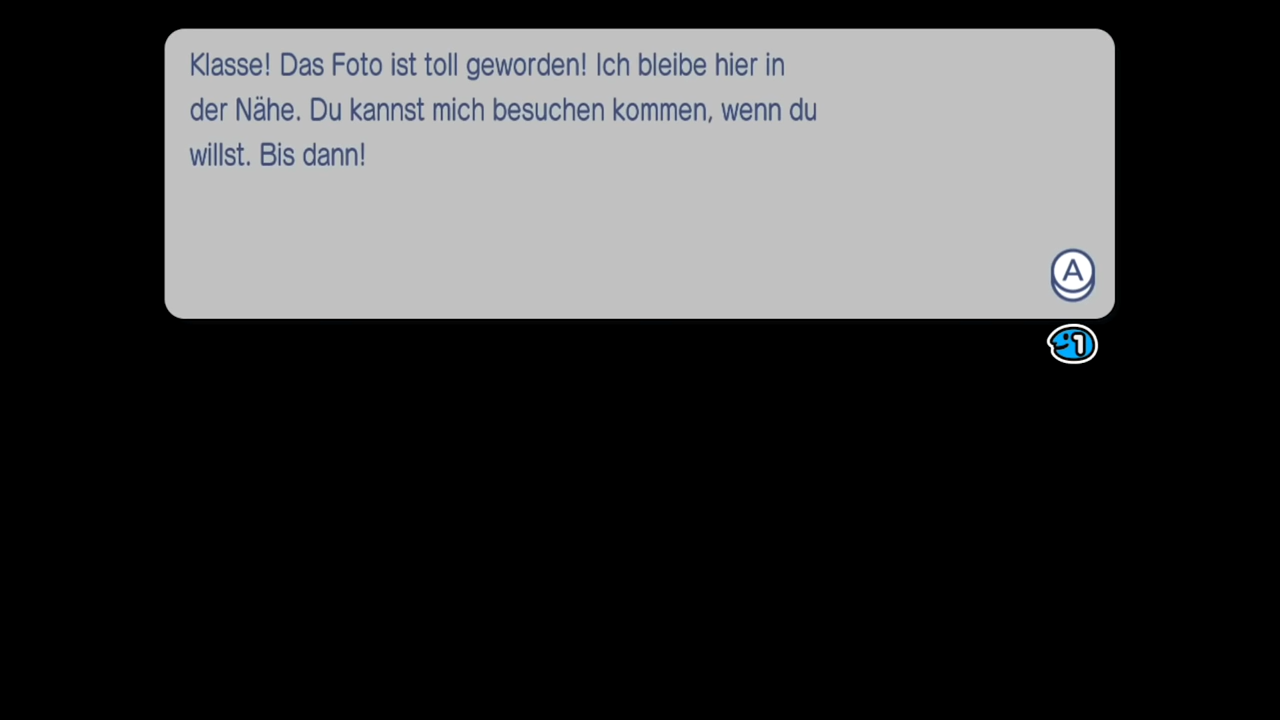 Klasse! Das Foto ist toll geworden! Ich bleibe hier in
der Nähe. Du kannst mich besuchen kommen, wenn du
willst. Bis dann!
A
1